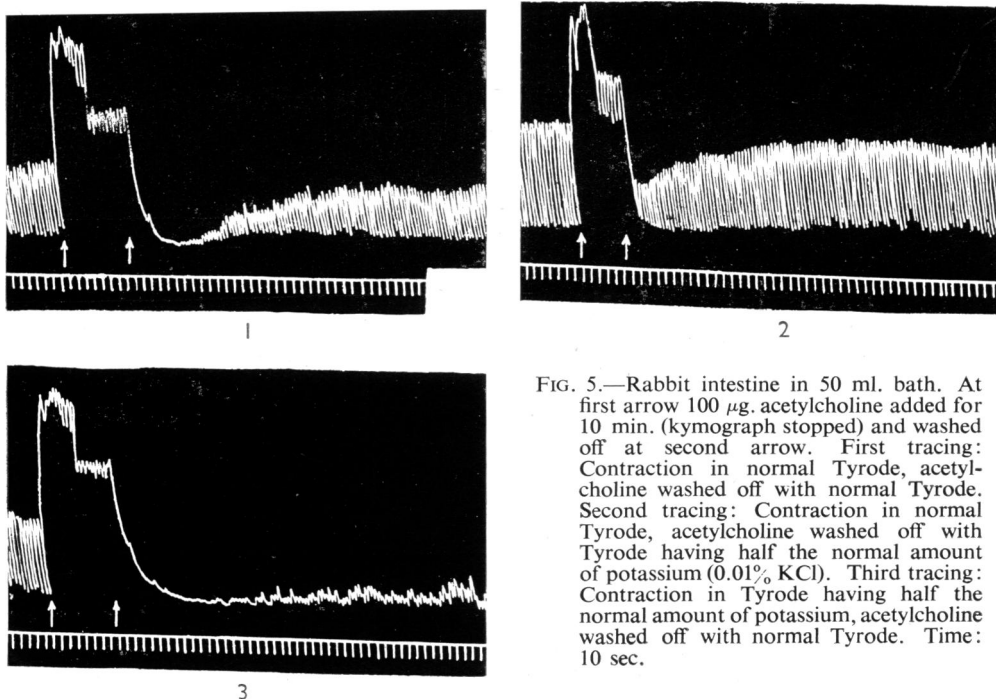 1
2
3
FIG. 5.—Rabbit intestine in 50 ml. bath. At
first arrow 100 μg. acetylcholine added for
10 min. (kymograph stopped) and washed
off at second arrow. First tracing:
Contraction in normal Tyrode, acetyl-
choline washed off with normal Tyrode.
Second tracing: Contraction in normal
Tyrode, acetylcholine washed off with
Tyrode having half the normal amount
of potassium (0.01% KCl). Third tracing:
Contraction in Tyrode having half the
normal amount of potassium, acetylcholine
washed off with normal Tyrode. Time:
10 sec.